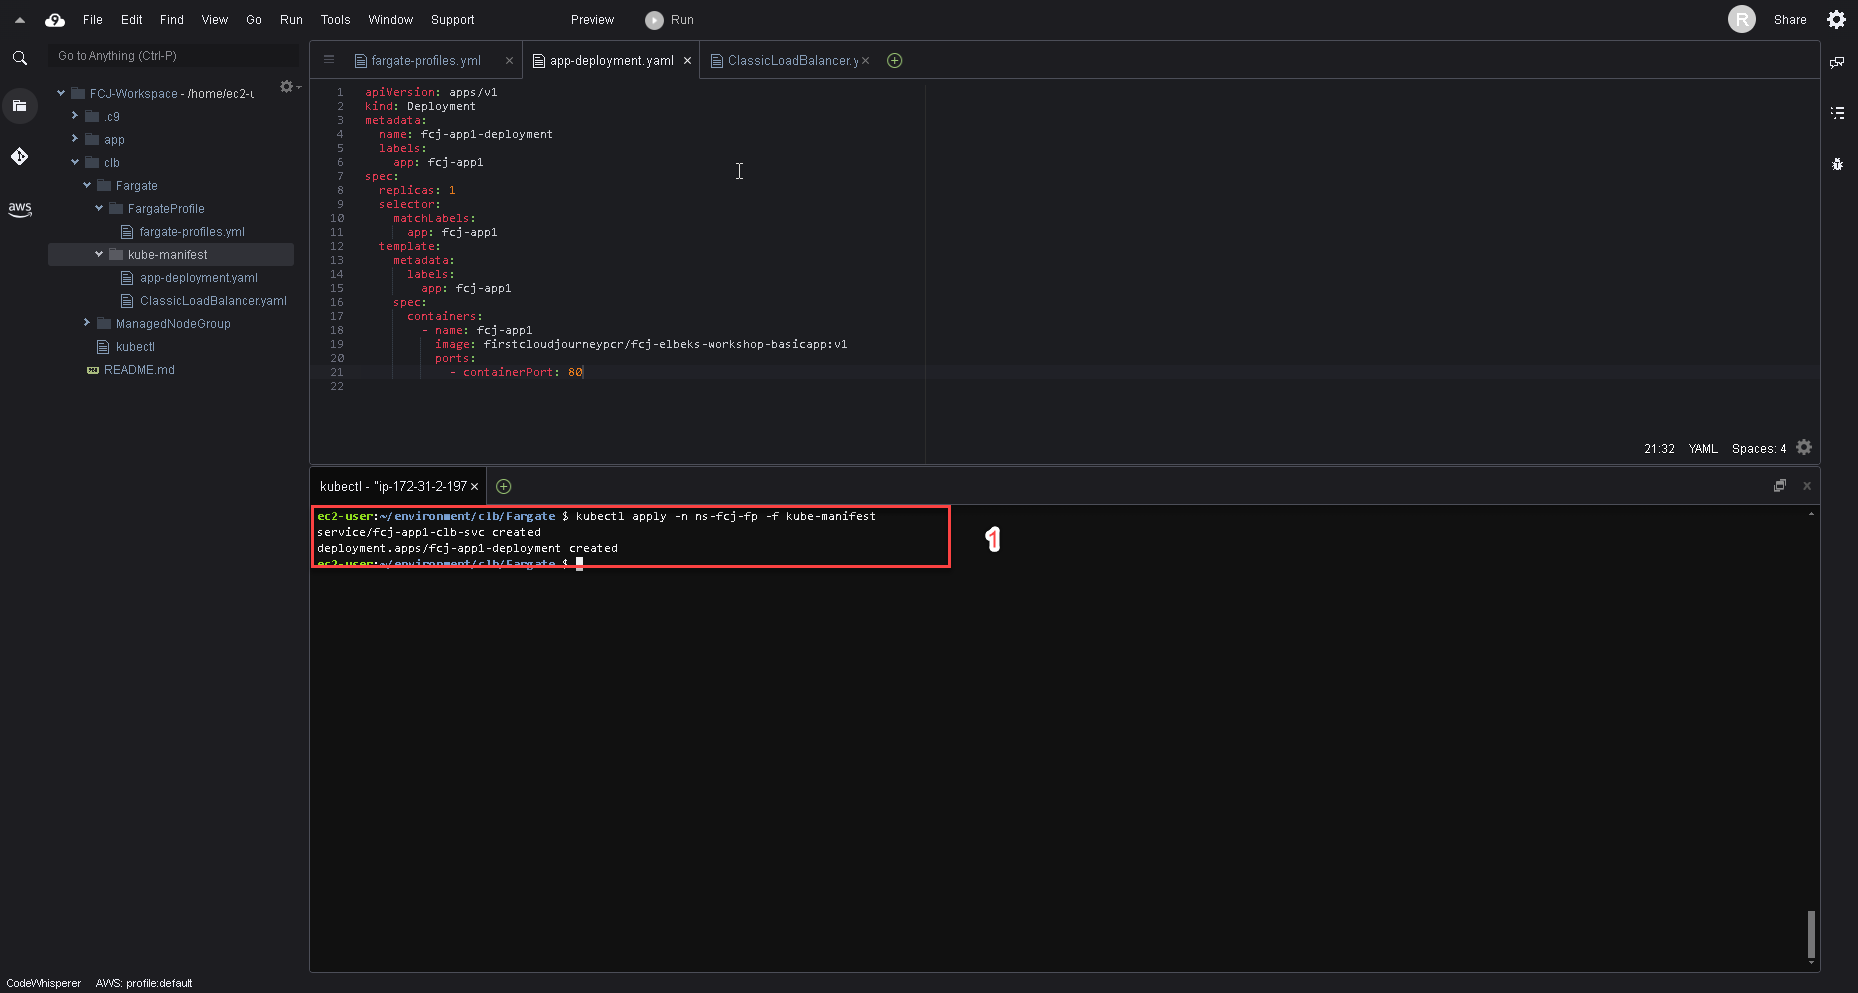 File Edit Find View Go Run Tools Window Support Preview Run R Share
Go to Anything (Ctrl-P)
fargate-profiles.yml
app-deployment.yaml
ClassicLoadBalancer.y
FCJ-Workspace - /home/ec2-u
.c9
app
clb
Fargate
FargateProfile
fargate-profiles.yml
kube-manifest
app-deployment.yaml
ClassicLoadBalancer.yaml
ManagedNodeGroup
kubectl
README.md
aws
1 apiVersion: apps/v1
2 kind: Deployment
3 metadata:
4 name: fcj-app1-deployment
5 labels:
6 app: fcj-app1
7 spec:
8 replicas: 1
9 selector:
10 matchLabels:
11 app: fcj-app1
12 template:
13 metadata:
14 labels:
15 app: fcj-app1
16 spec:
17 containers:
18 - name: fcj-app1
19 image: firstcloudjourneypcr/fcj-elbeks-workshop-basicapp:v1
20 ports:
21 - containerPort: 80
22
21:32 YAML Spaces: 4
kubectl - "ip-172-31-2-197
ec2-user:~/environment/clb/Fargate $ kubectl apply -n ns-fcj-fp -f kube-manifest
service/fcj-app1-clb-svc created
deployment.apps/fcj-app1-deployment created
ec2-user:~/environment/clb/Fargate $
1
CodeWhisperer AWS: profile:default